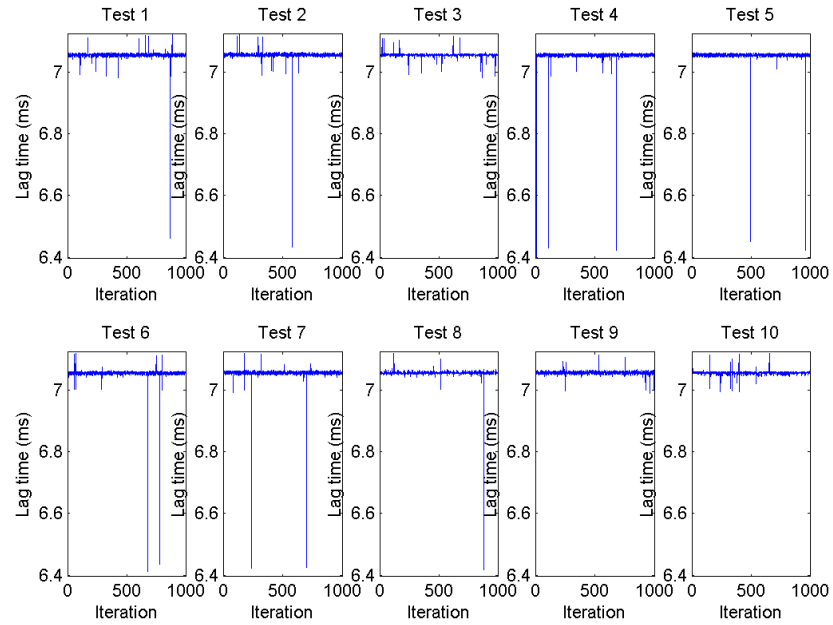 Test 1 Test 2 Test 3 Test 4 Test 5
7 7 7 7 7
6.8 6.8 6.8 6.8 6.8
6.6 6.6 6.6 6.6 6.6
6.4 6.4 6.4 6.4 6.4
Lag time (ms) Lag time (ms) Lag time (ms) Lag time (ms) Lag time (ms)
0 500 1000 0 500 1000 0 500 1000 0 500 1000 0 500 1000
Iteration Iteration Iteration Iteration Iteration
Test 6 Test 7 Test 8 Test 9 Test 10
7 7 7 7 7
6.8 6.8 6.8 6.8 6.8
6.6 6.6 6.6 6.6 6.6
6.4 6.4 6.4 6.4 6.4
Lag time (ms) Lag time (ms) Lag time (ms) Lag time (ms) Lag time (ms)
0 500 1000 0 500 1000 0 500 1000 0 500 1000 0 500 1000
Iteration Iteration Iteration Iteration Iteration